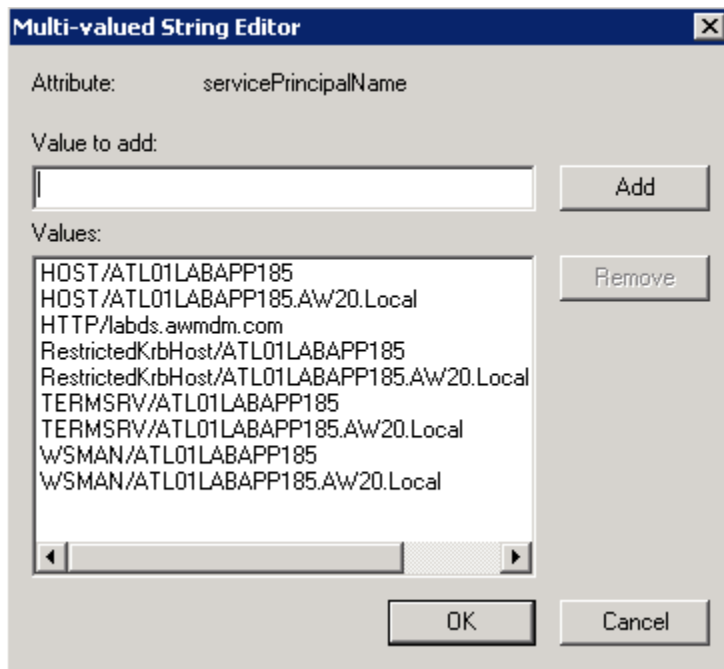 Multi-valued String Editor
Attribute: servicePrincipalName
Value to add:
Add
Values:
HOST/ATL01LABAPP185
HOST/ATL01LABAPP185.AW20.Local
HTTP/labds.awmdm.com
RestrictedKrbHost/ATL01LABAPP185
RestrictedKrbHost/ATL01LABAPP185.AW20.Local
TERMSRV/ATL01LABAPP185
TERMSRV/ATL01LABAPP185.AW20.Local
WSMAN/ATL01LABAPP185
WSMAN/ATL01LABAPP185.AW20.Local
Remove
OK
Cancel